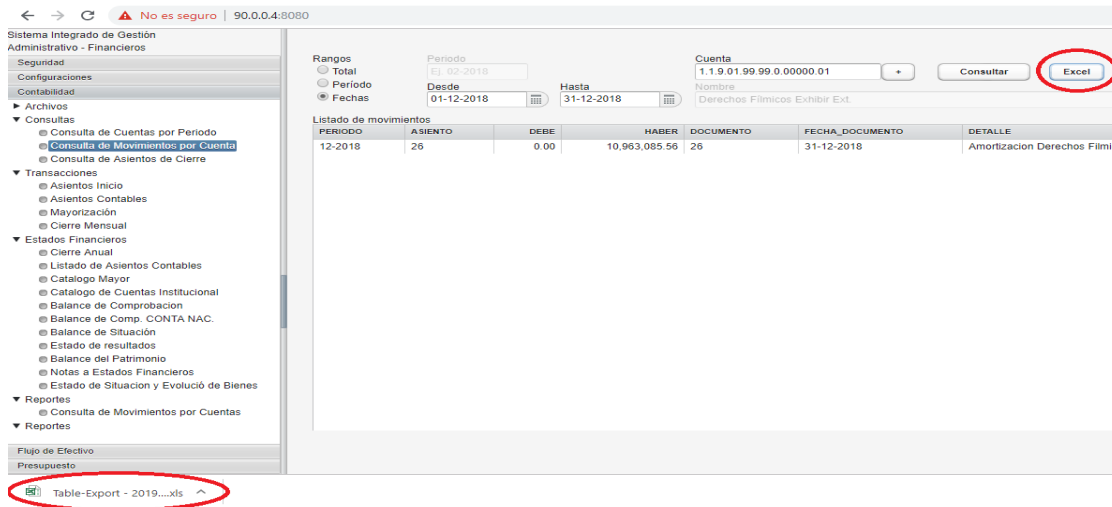 No es seguro | 90.0.0.4:8080
Sistema Integrado de Gestión
Administrativo - Financieros
Seguridad
Configuraciones
Contabilidad
Archivos
Consultas
Consulta de Cuentas por Periodo
Consulta de Movimientos por Cuenta
Consulta de Asientos de Cierre
Transacciones
Asientos Inicio
Asientos Contables
Mayorización
Cierre Mensual
Estados Financieros
Cierre Anual
Listado de Asientos Contables
Catalogo Mayor
Catalogo de Cuentas Institucional
Balance de Comprobacion
Balance de Comp. CONTA NAC.
Balance de Situación
Estado de resultados
Balance del Patrimonio
Notas a Estados Financieros
Estado de Situacion y Evolució de Bienes
Reportes
Consulta de Movimientos por Cuentas
Reportes
Flujo de Efectivo
Presupuesto
Rangos Periodo Cuenta
Total Ej. 02-2018 1.1.9.01.99.99.0.00000.01 + Consultar Excel
Período Desde Hasta Nombre
Fechas 01-12-2018 31-12-2018 Derechos Fílmicos Exhibir Ext.
Listado de movimientos
PERIODO ASIENTO DEBE HABER DOCUMENTO FECHA_DOCUMENTO DETALLE
12-2018 26 0.00 10,963,085.56 26 31-12-2018 Amortizacion Derechos Filmi
Table-Export - 2019....xls